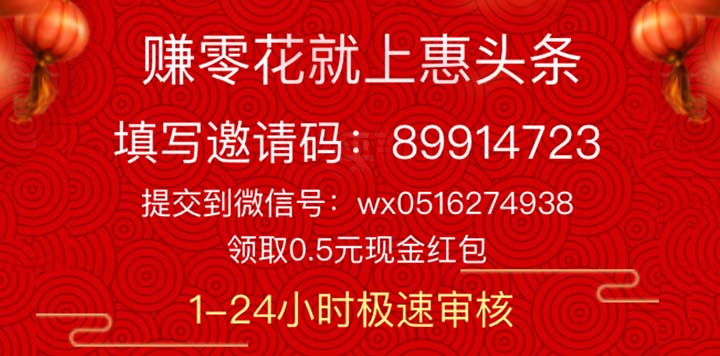 赚零花就上惠头条
填写邀请码：89914723
提交到微信号：wx0516274938
领取0.5元现金红包
1-24小时极速审核